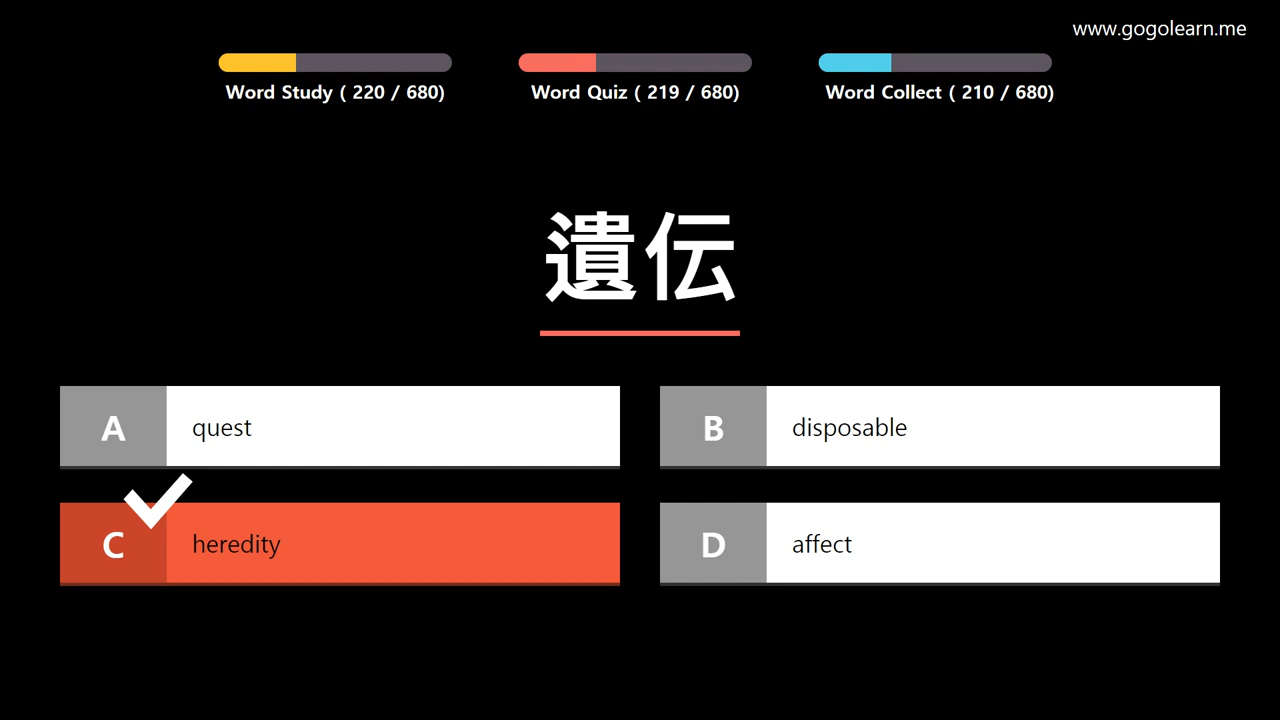 www.gogolearn.me
Word Study ( 220 / 680)
Word Quiz ( 219 / 680)
Word Collect ( 210 / 680)
遺伝
A quest
B disposable
C heredity
D affect